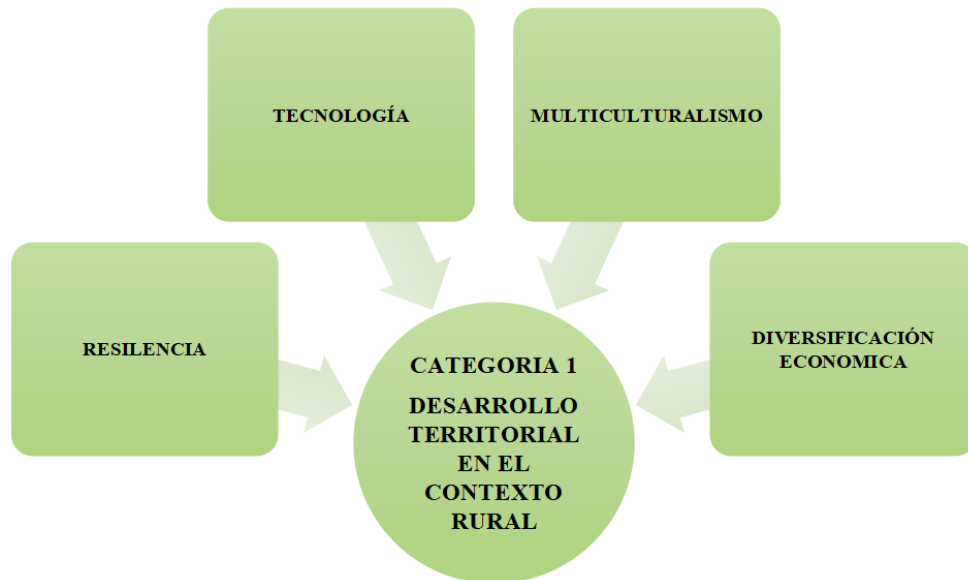 TECNOLOGÍA
MULTICULTURALISMO
RESILENCIA
DIVERSIFICACIÓN
ECONOMICA
CATEGORIA 1
DESARROLLO
TERRITORIAL
EN EL
CONTEXTO
RURAL